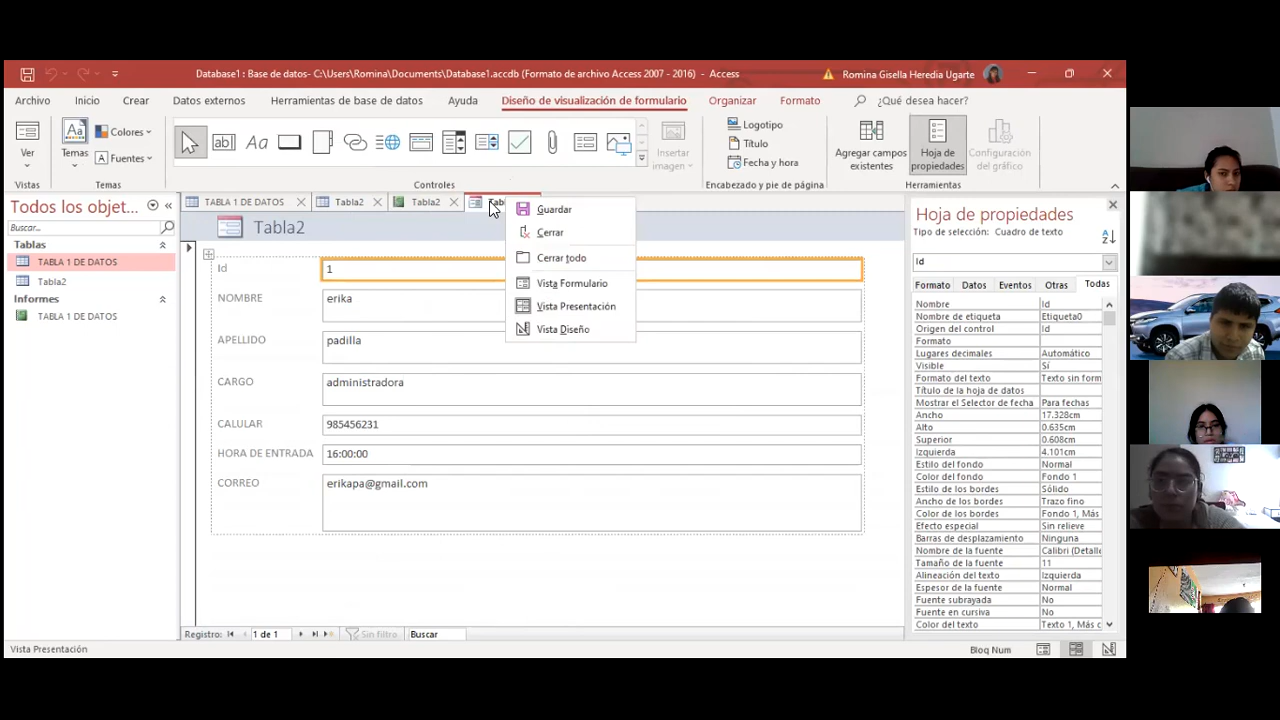 Database1 : Base de datos- C:\Users\Romina\Documents\Database1.accdb (Formato de archivo Access 2007 - 2016) – Access
Romina Gisella Heredia Ugarte
Archivo Inicio Crear Datos externos Herramientas de base de datos Ayuda Diseño de visualización de formulario Organizar Formato ¿Qué desea hacer?
Ver
Temas
Colores
Fuentes
Aa
Insertar imagen
Logotipo
Título
Fecha y hora
Agregar campos existentes
Hoja de propiedades
Configuración del gráfico
Vistas Temas Controles Encabezado y pie de página Herramientas
Todos los objet...
Buscar...
Tablas
TABLA 1 DE DATOS
Tabla2
Informes
TABLA 1 DE DATOS
TABLA 1 DE DATOS Tabla2 Tabla2
Tabla2
Id 1
NOMBRE erika
APELLIDO padilla
CARGO administradora
CALULAR 985456231
HORA DE ENTRADA 16:00:00
CORREO erikapa@gmail.com
Guardar
Cerrar
Cerrar todo
Vista Formulario
Vista Presentación
Vista Diseño
Hoja de propiedades
Tipo de selección: Cuadro de texto
Id
Formato Datos Eventos Otras Todas
Nombre Id
Nombre de etiqueta Etiqueta0
Origen del control Id
Formato
Lugares decimales Automático
Visible Sí
Formato del texto Texto sin form
Título de la hoja de datos
Mostrar el Selector de fecha Para fechas
Ancho 17.328cm
Alto 0.635cm
Superior 0.608cm
Izquierda 4.101cm
Estilo del fondo Normal
Color del fondo Fondo 1
Estilo de los bordes Sólido
Ancho de los bordes Trazo fino
Color de los bordes Fondo 1, Más
Efecto especial Sin relieve
Barras de desplazamiento Ninguna
Nombre de la fuente Calibri (Detalle
Tamaño de la fuente 11
Alineación del texto Izquierda
Espesor de la fuente Normal
Fuente subrayada No
Fuente en cursiva No
Color del texto Texto 1, Más c
Registro: 1 de 1 Sin filtro Buscar
Vista Presentación
Bloq Num